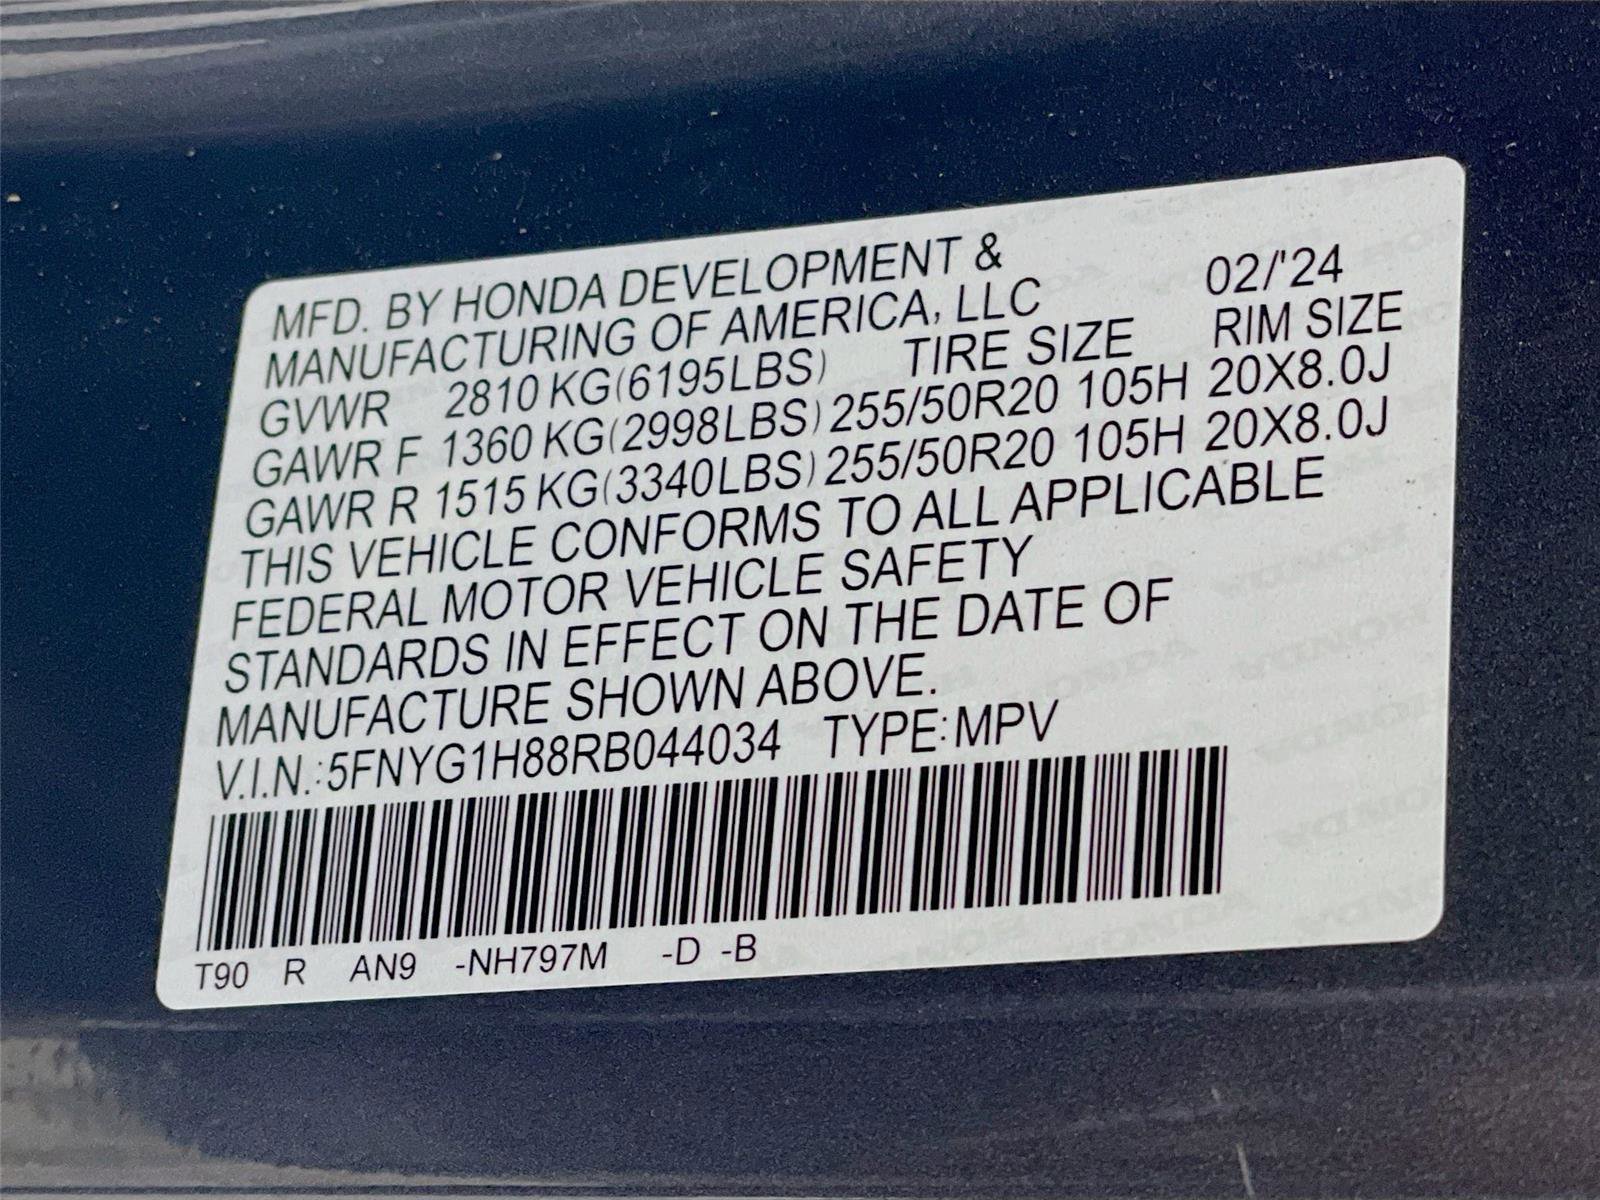 MFD. BY HONDA DEVELOPMENT &
MANUFACTURING OF AMERICA, LLC 02/'24
GVWR 2810 KG(6195LBS) TIRE SIZE RIM SIZE
GAWR F 1360 KG(2998LBS) 255/50R20 105H 20X8.0J
GAWR R 1515 KG(3340LBS) 255/50R20 105H 20X8.0J
THIS VEHICLE CONFORMS TO ALL APPLICABLE
FEDERAL MOTOR VEHICLE SAFETY
STANDARDS IN EFFECT ON THE DATE OF
MANUFACTURE SHOWN ABOVE.
V.I.N.:5FNYG1H88RB044034 TYPE:MPV
T90 R AN9 -NH797M -D -B